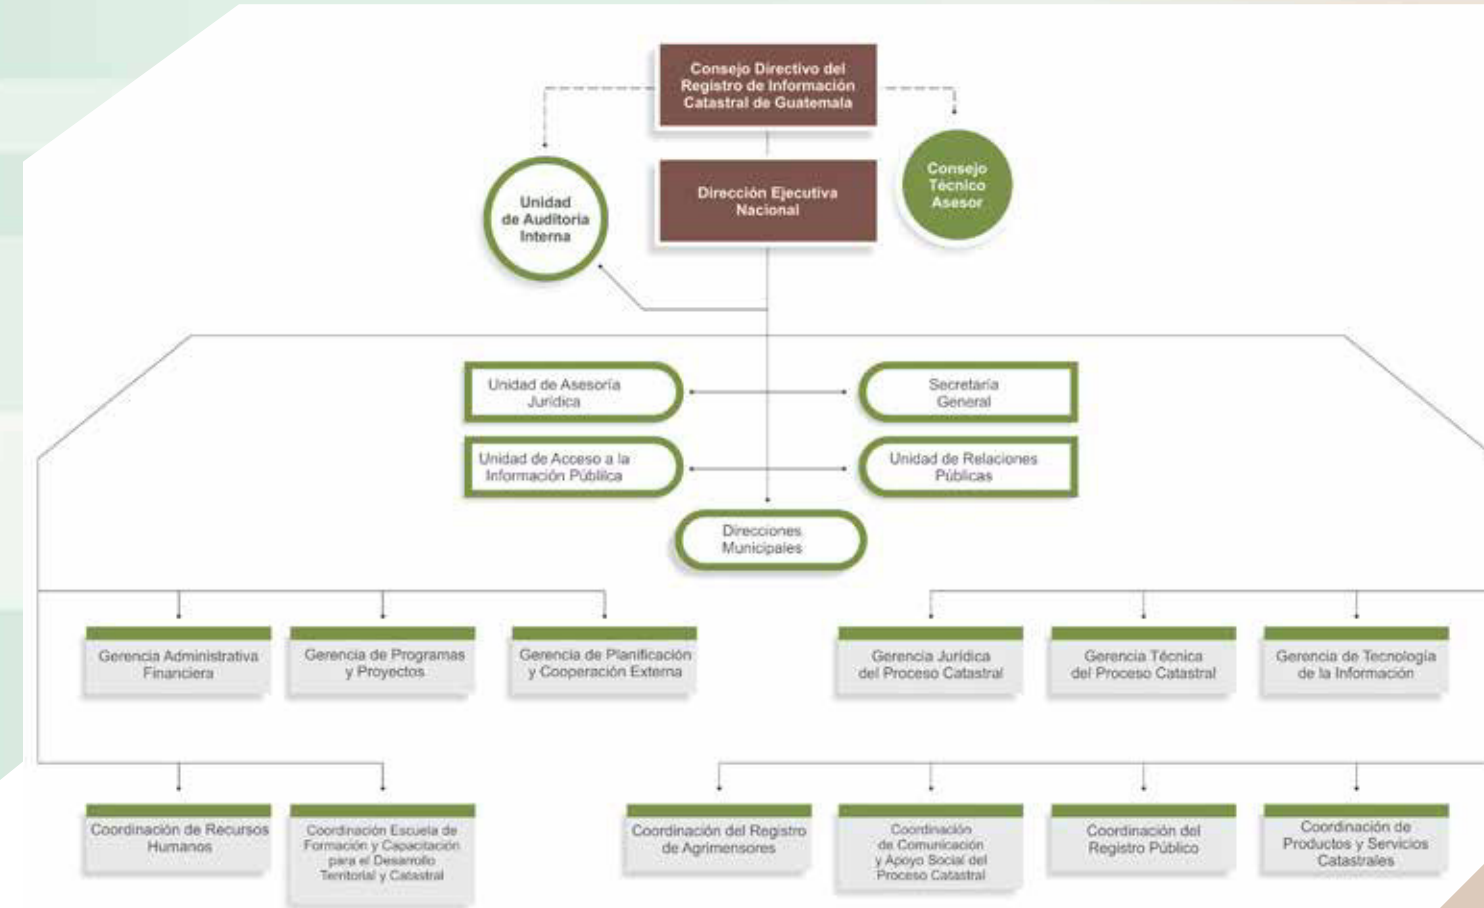 Consejo Directivo del
Registro de Información
Catastral de Guatemala
Dirección Ejecutiva
Nacional
Consejo
Técnico
Asesor
Unidad
de Auditoria
Interna
Unidad de Asesoría
Jurídica
Secretaría
General
Unidad de Acceso a la
Información Públilca
Unidad de Relaciones
Públicas
Direcciones
Municipales
Gerencia Administrativa
Financiera
Gerencia de Programas
y Proyectos
Gerencia de Planificación
y Cooperación Externa
Gerencia Jurídica
del Proceso Catastral
Gerencia Técnica
del Proceso Catastral
Gerencia de Tecnología
de la Información
Coordinación de Recursos
Humanos
Coordinación Escuela de
Formación y Capacitación
para el Desarrollo
Territorial y Catastral
Coordinación del Registro
de Agrimensores
Coordinación
de Comunicación
y Apoyo Social del
Proceso Catastral
Coordinación del
Registro Público
Coordinación de
Productos y Servicios
Catastrales